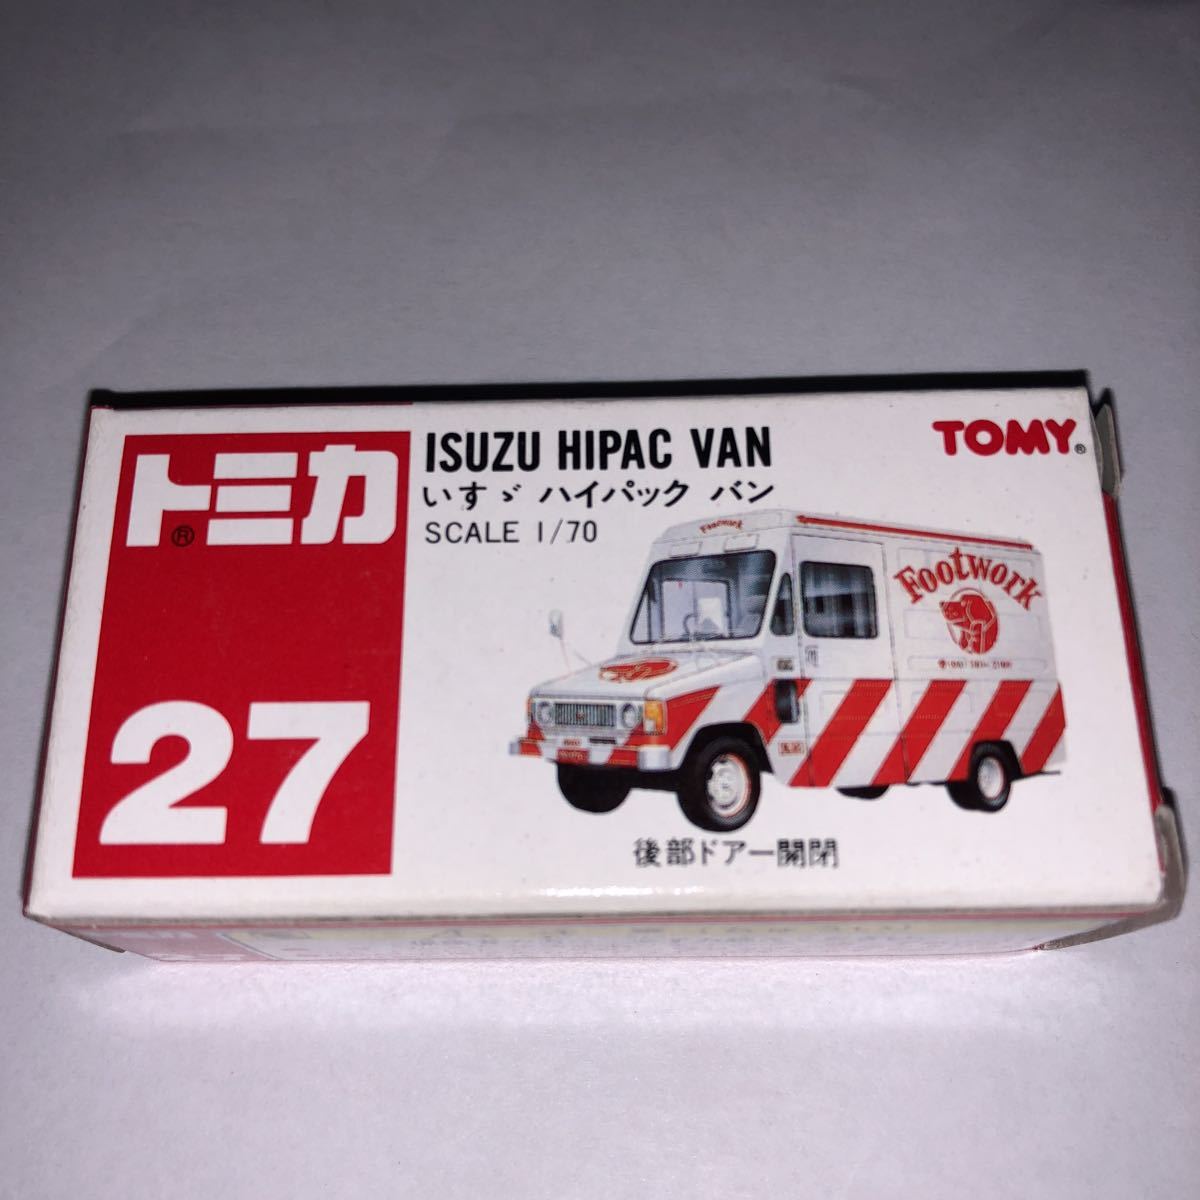 トミカ®
27
ISUZU HIPAC VAN
いすゞ ハイパック バン
SCALE 1/70
TOMY®
Footwork
Footwork
後部ドアー開閉